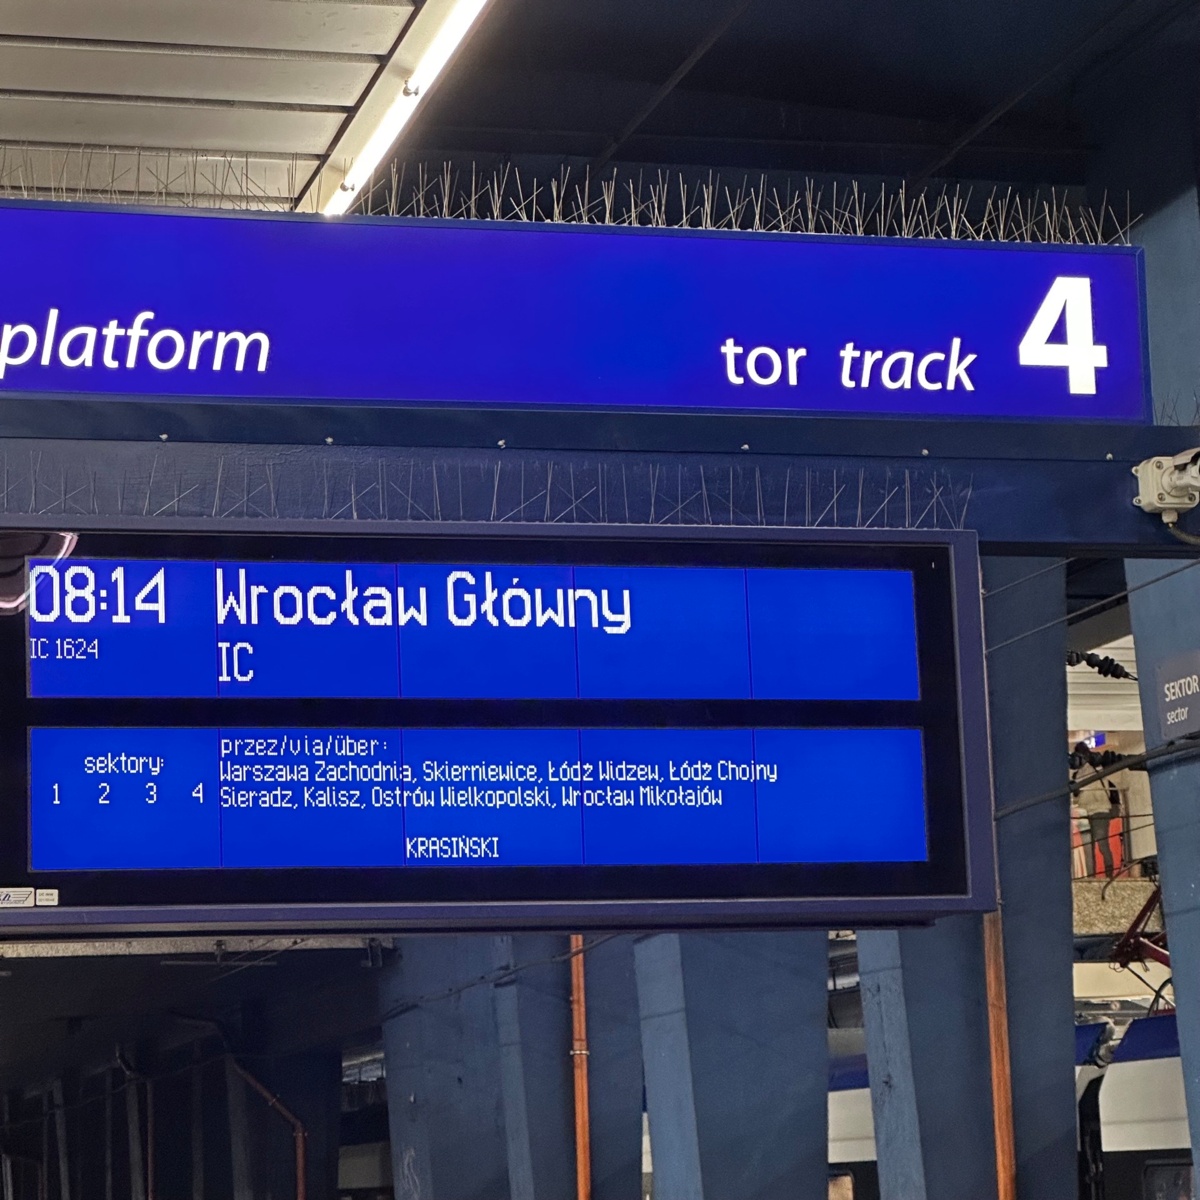 platform tor track 4
08:14 Wrocław Główny
IC 1624 IC
przez/via/über:
sektory: Warszawa Zachodnia, Skierniewice, Łódź Widzew, Łódź Chojny
1 2 3 4 Sieradz, Kalisz, Ostrów Wielkopolski, Wrocław Mikołajów
KRASIŃSKI
SEKTOR
sector